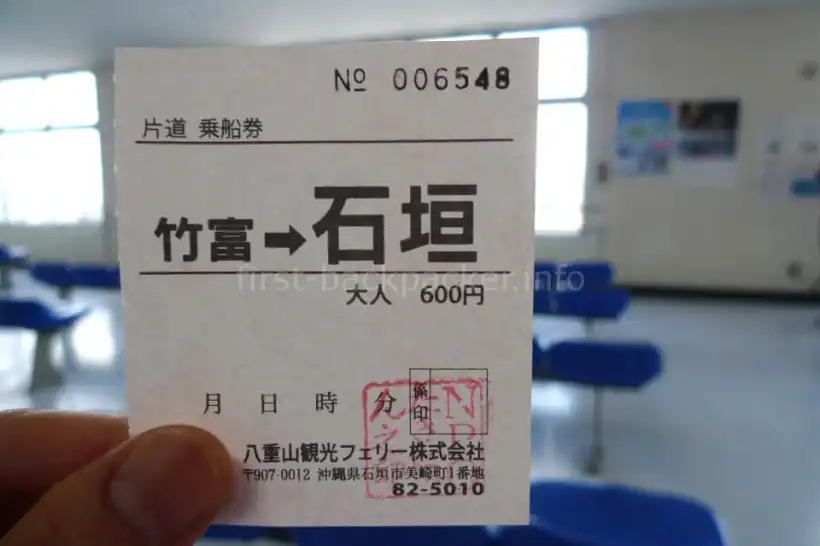 No 006548
片道 乗船券
竹富→石垣
first-backpacker.info
大人 600円
月 日 時 分
係印
八重山観光フェリー株式会社
〒907-0012 沖縄県石垣市美崎町1番地
82-5010